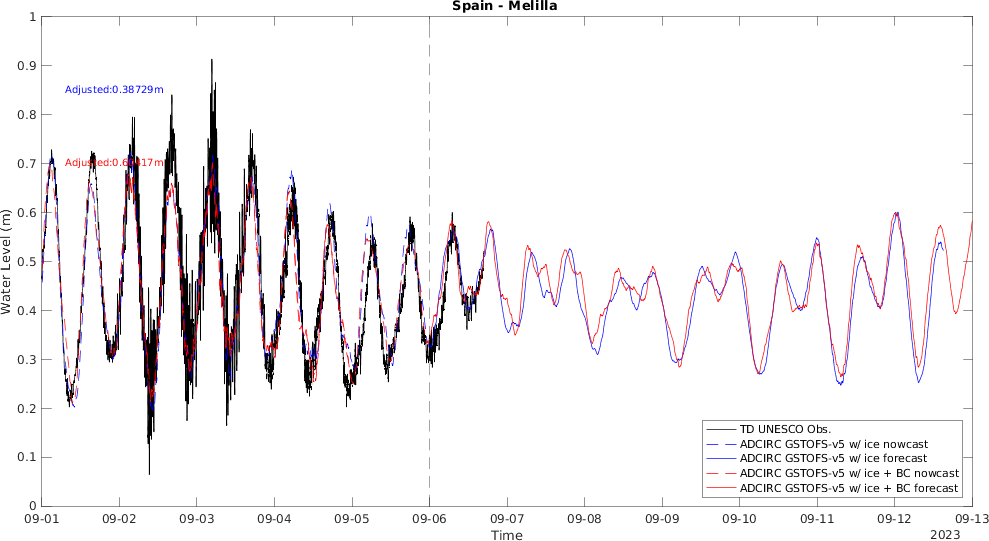 Spain - Melilla
1
0.9
0.8
0.7
0.6
0.5
0.4
0.3
0.2
0.1
0
Water Level (m)
Adjusted:0.38729m
TD UNESCO Obs.
ADCIRC GSTOFS-v5 w/ ice nowcast
ADCIRC GSTOFS-v5 w/ ice forecast
ADCIRC GSTOFS-v5 w/ ice + BC nowcast
ADCIRC GSTOFS-v5 w/ ice + BC forecast
09-01 09-02 09-03 09-04 09-05 09-06 09-07 09-08 09-09 09-10 09-11 09-12 09-13
Time
2023